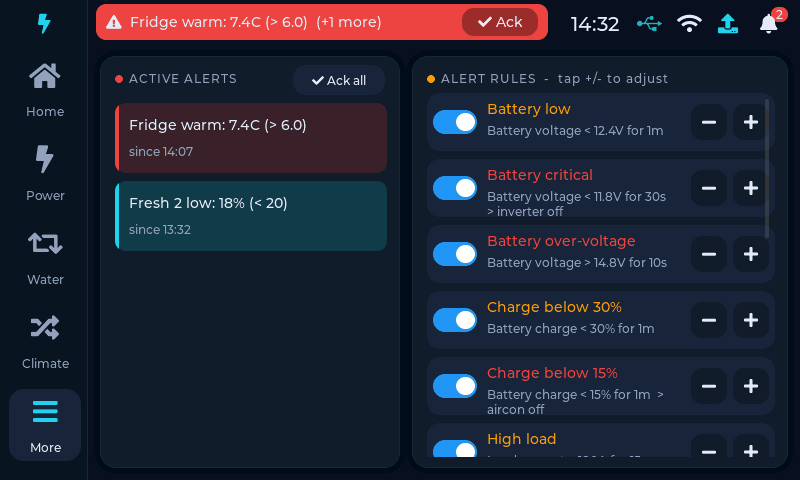 Fridge warm: 7.4C (> 6.0)  (+1 more)
Ack
14:32
2
Home
Power
Water
Climate
More
ACTIVE ALERTS
Ack all
Fridge warm: 7.4C (> 6.0)
since 14:07
Fresh 2 low: 18% (< 20)
since 13:32
ALERT RULES - tap +/- to adjust
Battery low
Battery voltage < 12.4V for 1m
Battery critical
Battery voltage < 11.8V for 30s
> inverter off
Battery over-voltage
Battery voltage > 14.8V for 10s
Charge below 30%
Battery charge < 30% for 1m
Charge below 15%
Battery charge < 15% for 1m  >
aircon off
High load